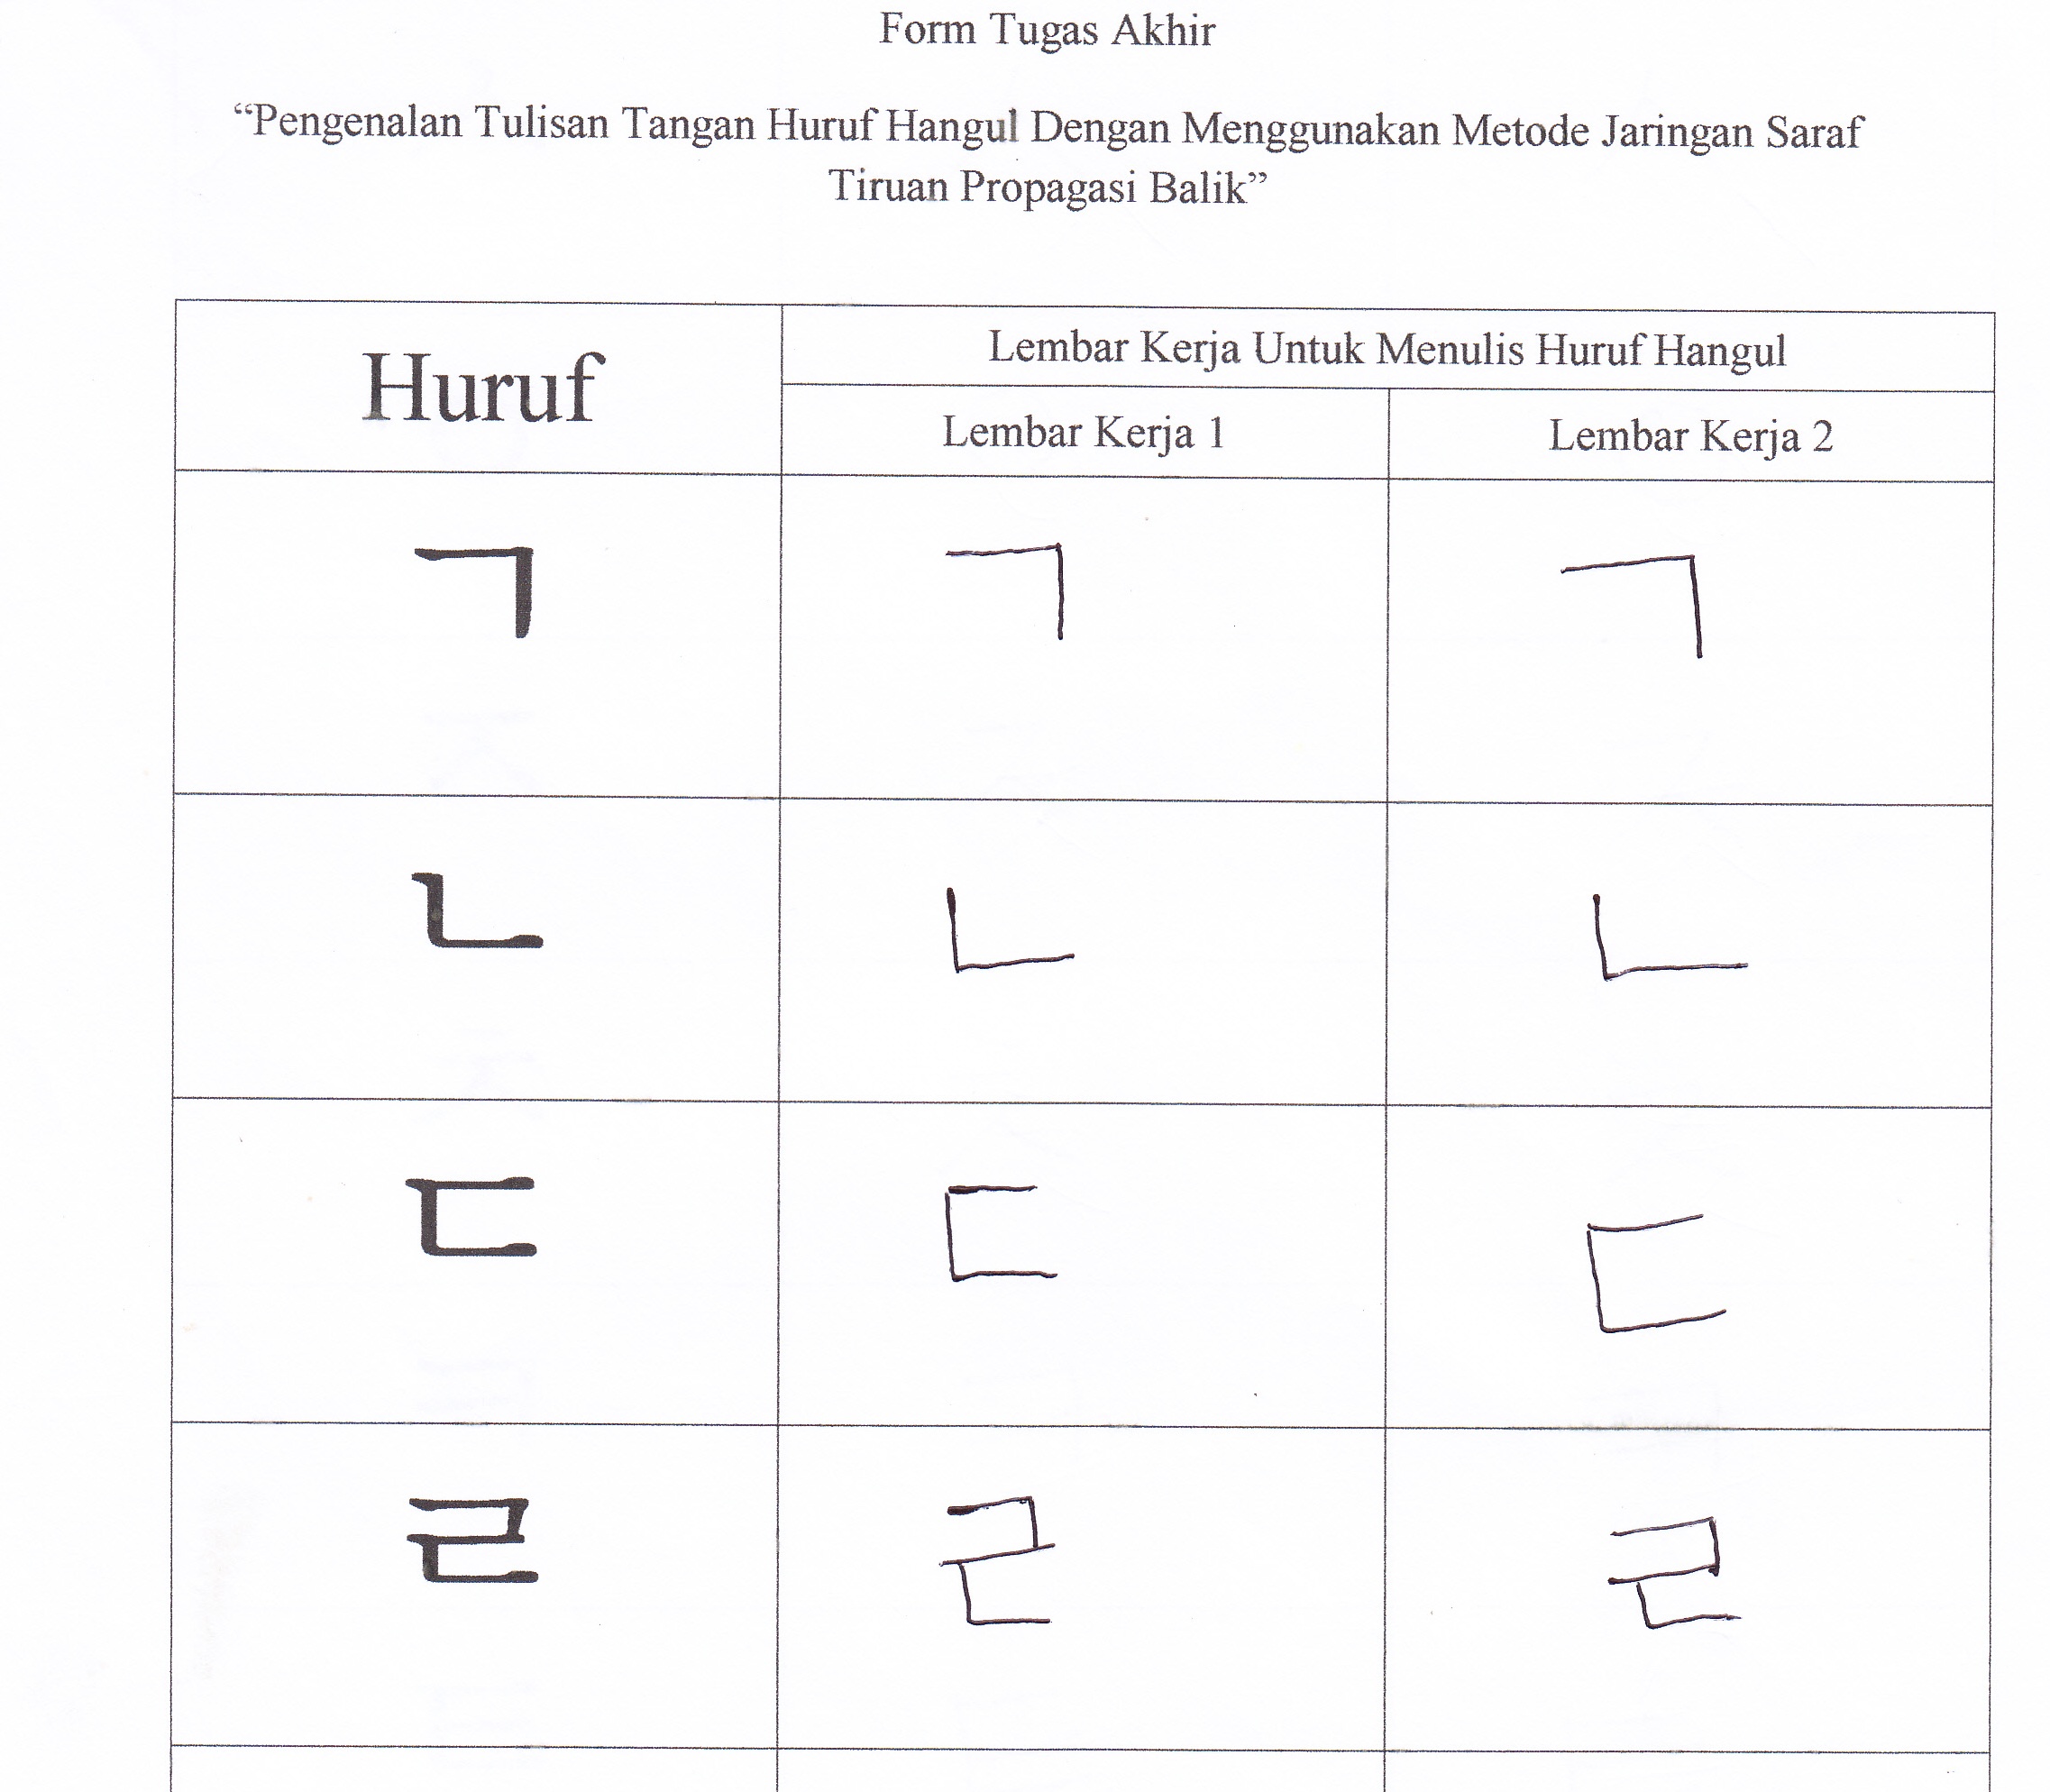 Form Tugas Akhir
“Pengenalan Tulisan Tangan Huruf Hangul Dengan Menggunakan Metode Jaringan Saraf
Tiruan Propagasi Balik”
Huruf
Lembar Kerja Untuk Menulis Huruf Hangul
Lembar Kerja 1 Lembar Kerja 2
ㄱ ㄱ ㄱ
ㄴ ㄴ ㄴ
ㄷ ㄷ ㄷ
ㄹ ㄹ ㄹ